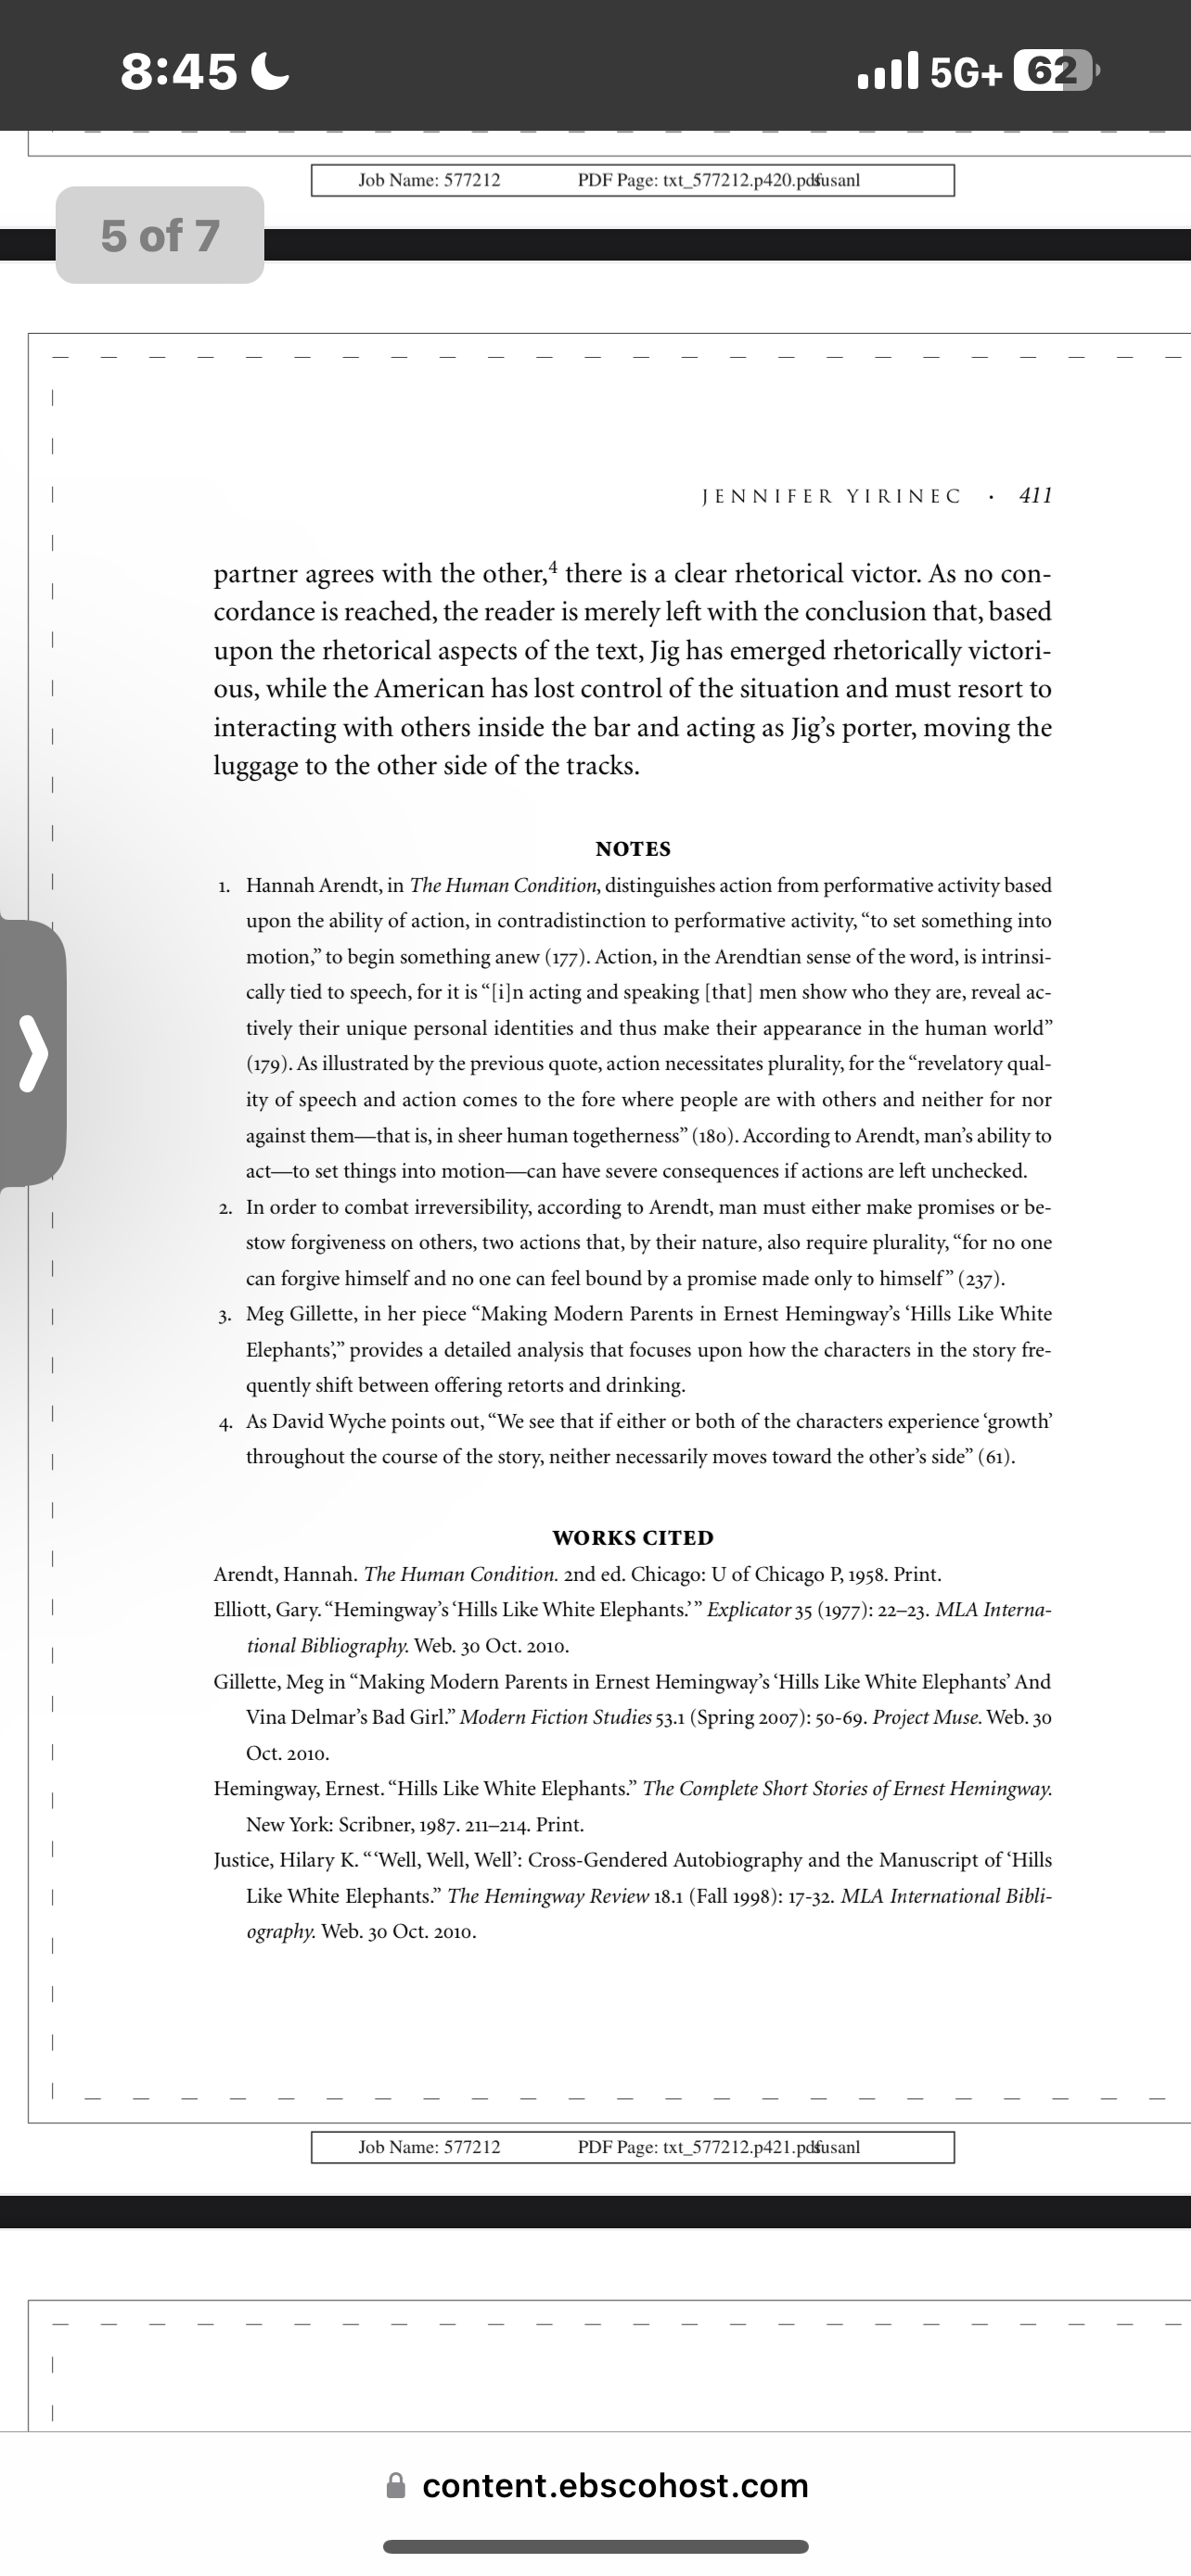 8:45
5G+ 62
Job Name: 577212 PDF Page: txt_577212.p420.pdf susanl
5 of 7
JENNIFER YIRINEC • 411
partner agrees with the other,4 there is a clear rhetorical victor. As no con-
cordance is reached, the reader is merely left with the conclusion that, based
upon the rhetorical aspects of the text, Jig has emerged rhetorically victori-
ous, while the American has lost control of the situation and must resort to
interacting with others inside the bar and acting as Jig’s porter, moving the
luggage to the other side of the tracks.
NOTES
1. Hannah Arendt, in The Human Condition, distinguishes action from performative activity based
upon the ability of action, in contradistinction to performative activity, “to set something into
motion,” to begin something anew (177). Action, in the Arendtian sense of the word, is intrinsi-
cally tied to speech, for it is “[i]n acting and speaking [that] men show who they are, reveal ac-
tively their unique personal identities and thus make their appearance in the human world”
(179). As illustrated by the previous quote, action necessitates plurality, for the “revelatory qual-
ity of speech and action comes to the fore where people are with others and neither for nor
against them—that is, in sheer human togetherness” (180). According to Arendt, man’s ability to
act—to set things into motion—can have severe consequences if actions are left unchecked.
2. In order to combat irreversibility, according to Arendt, man must either make promises or be-
stow forgiveness on others, two actions that, by their nature, also require plurality, “for no one
can forgive himself and no one can feel bound by a promise made only to himself” (237).
3. Meg Gillette, in her piece “Making Modern Parents in Ernest Hemingway’s ‘Hills Like White
Elephants’,” provides a detailed analysis that focuses upon how the characters in the story fre-
quently shift between offering retorts and drinking.
4. As David Wyche points out, “We see that if either or both of the characters experience ‘growth’
throughout the course of the story, neither necessarily moves toward the other’s side” (61).
WORKS CITED
Arendt, Hannah. The Human Condition. 2nd ed. Chicago: U of Chicago P, 1958. Print.
Elliott, Gary. “Hemingway’s ‘Hills Like White Elephants.’” Explicator 35 (1977): 22–23. MLA Interna-
tional Bibliography. Web. 30 Oct. 2010.
Gillette, Meg in “Making Modern Parents in Ernest Hemingway’s ‘Hills Like White Elephants’ And
Vina Delmar’s Bad Girl.” Modern Fiction Studies 53.1 (Spring 2007): 50-69. Project Muse. Web. 30
Oct. 2010.
Hemingway, Ernest. “Hills Like White Elephants.” The Complete Short Stories of Ernest Hemingway.
New York: Scribner, 1987. 211–214. Print.
Justice, Hilary K. “‘Well, Well, Well’: Cross-Gendered Autobiography and the Manuscript of ‘Hills
Like White Elephants.” The Hemingway Review 18.1 (Fall 1998): 17-32. MLA International Bibli-
ography. Web. 30 Oct. 2010.
Job Name: 577212 PDF Page: txt_577212.p421.pdf susanl
content.ebscohost.com